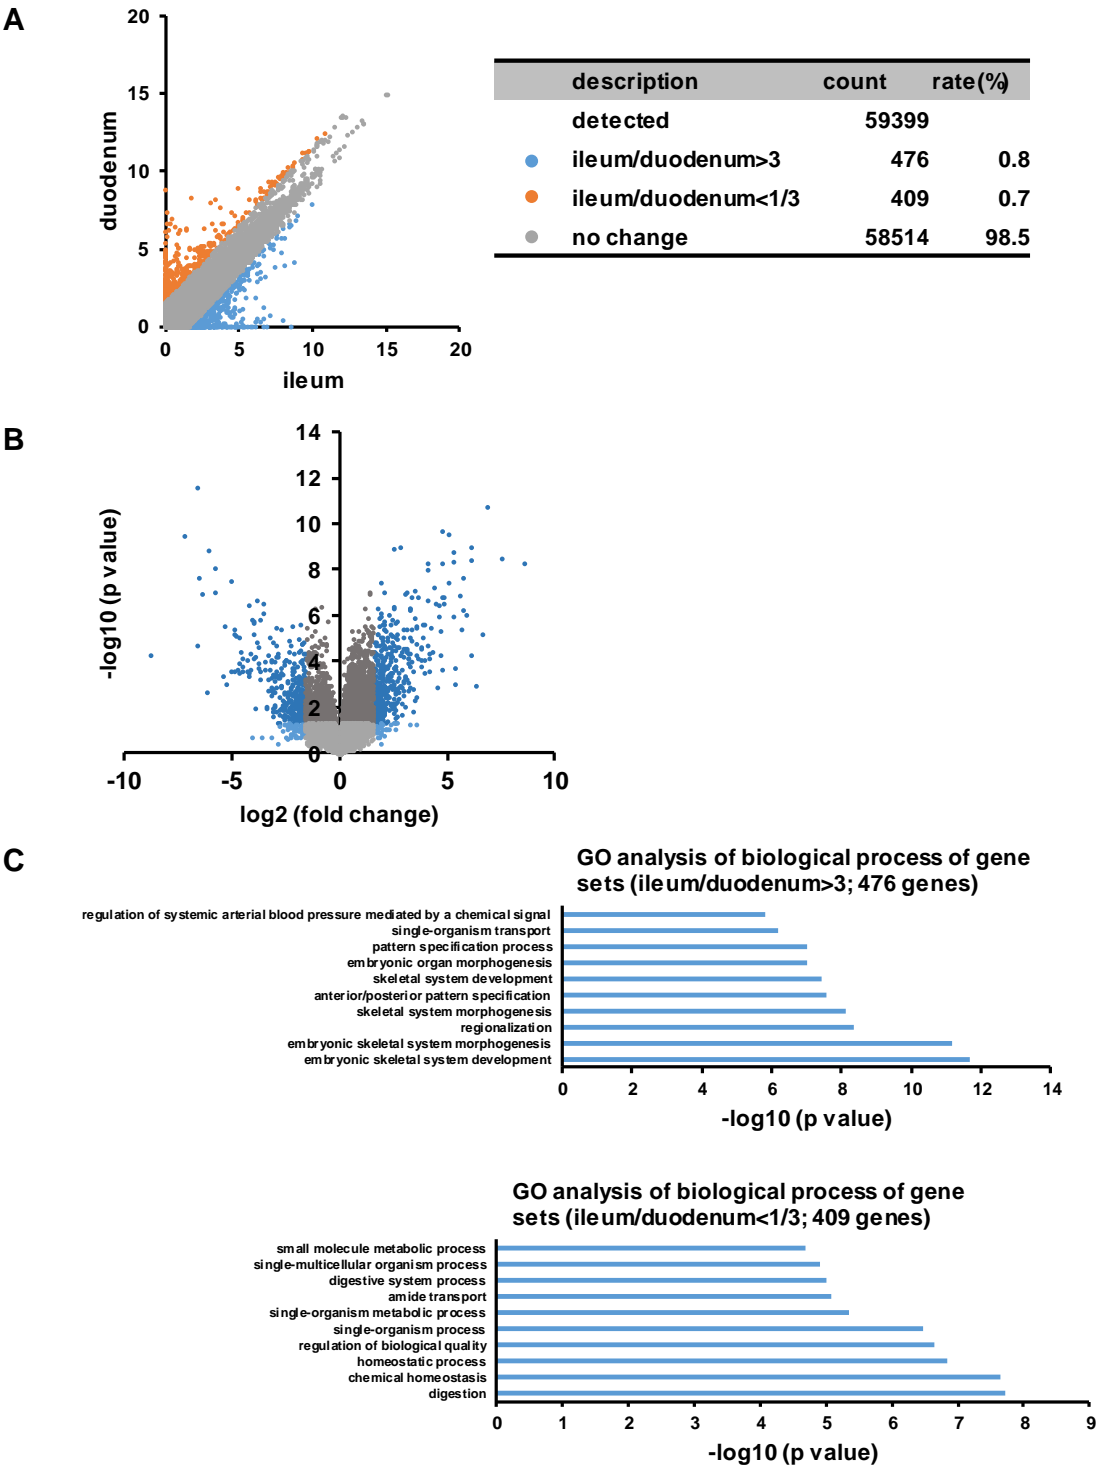 A
20
15
10
5
0
duodenum
0 5 10 15 20
ileum
description count rate(%)
detected 59399
ileum/duodenum>3 476 0.8
ileum/duodenum<1/3 409 0.7
no change 58514 98.5
B
14
12
10
8
6
4
2
0
-log10 (p value)
-10 -5 0 5 10
log2 (fold change)
C
GO analysis of biological process of gene
sets (ileum/duodenum>3; 476 genes)
regulation of systemic arterial blood pressure mediated by a chemical signal
single-organism transport
pattern specification process
embryonic organ morphogenesis
skeletal system development
anterior/posterior pattern specification
skeletal system morphogenesis
regionalization
embryonic skeletal system morphogenesis
embryonic skeletal system development
0 2 4 6 8 10 12 14
-log10 (p value)
GO analysis of biological process of gene
sets (ileum/duodenum<1/3; 409 genes)
small molecule metabolic process
single-multicellular organism process
digestive system process
amide transport
single-organism metabolic process
single-organism process
regulation of biological quality
homeostatic process
chemical homeostasis
digestion
0 1 2 3 4 5 6 7 8 9
-log10 (p value)